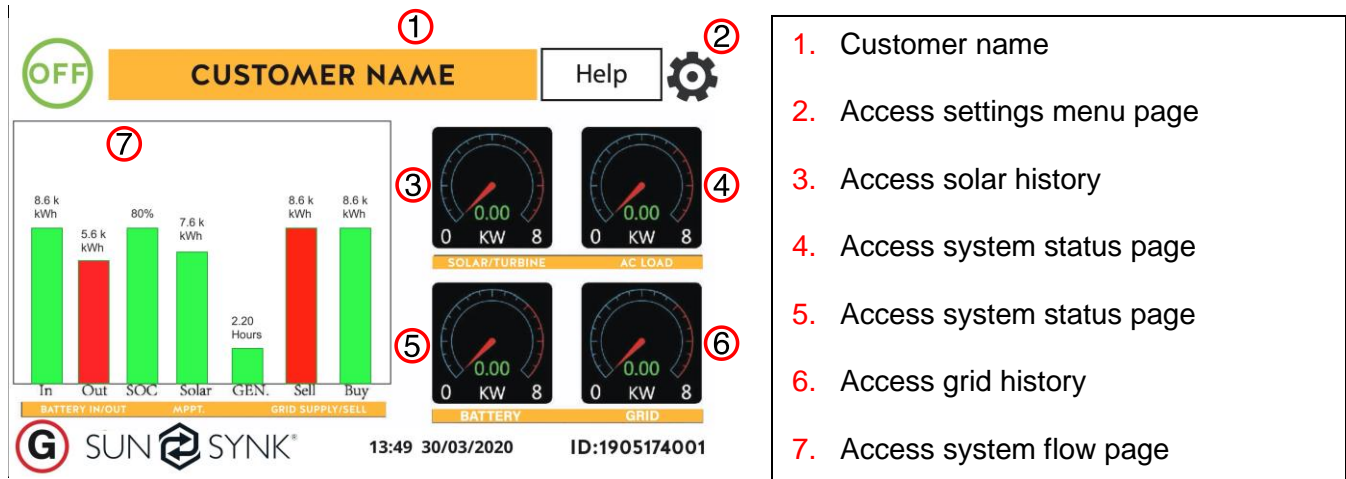 ①
②
OFF
CUSTOMER NAME
Help
⑦
8.6 k
kWh
5.6 k
kWh
80%
7.6 k
kWh
2.20
Hours
8.6 k
kWh
8.6 k
kWh
In Out SOC Solar GEN. Sell Buy
BATTERY IN/OUT MPPT. GRID SUPPLY/SELL
③
0.00
0 KW 8
④
0.00
0 KW 8
SOLAR/TURBINE AC LOAD
⑤
0.00
0 KW 8
⑥
0.00
0 KW 8
BATTERY GRID
G SUN SYNK®
13:49 30/03/2020 ID:1905174001
1. Customer name
2. Access settings menu page
3. Access solar history
4. Access system status page
5. Access system status page
6. Access grid history
7. Access system flow page